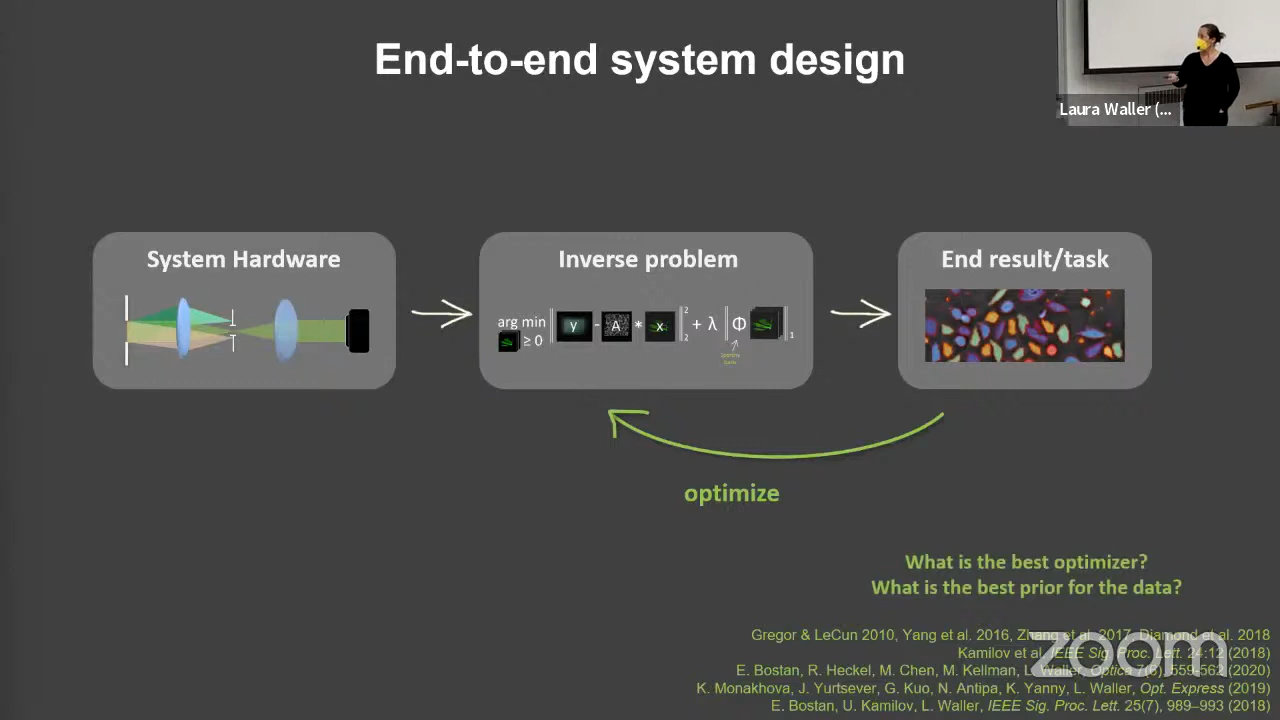 End-to-end system design
Laura Waller (...
System Hardware
Inverse problem
End result/task
arg min
≥ 0
y - A * x 2 2 + λ Φ 1
optimize
What is the best optimizer?
What is the best prior for the data?
Gregor & LeCun 2010, Yang et al. 2016, Zhang et al. 2017, Diamond et al. 2018
Kamilov et al. IEEE Sig. Proc. Lett. 24:12 (2018)
E. Bostan, R. Heckel, M. Chen, M. Kellman, L. Waller, Optica 7(6), 559-562 (2020)
K. Monakhova, J. Yurtsever, G. Kuo, N. Antipa, K. Yanny, L. Waller, Opt. Express (2019)
E. Bostan, U. Kamilov, L. Waller, IEEE Sig. Proc. Lett. 25(7), 989–993 (2018)
zoom